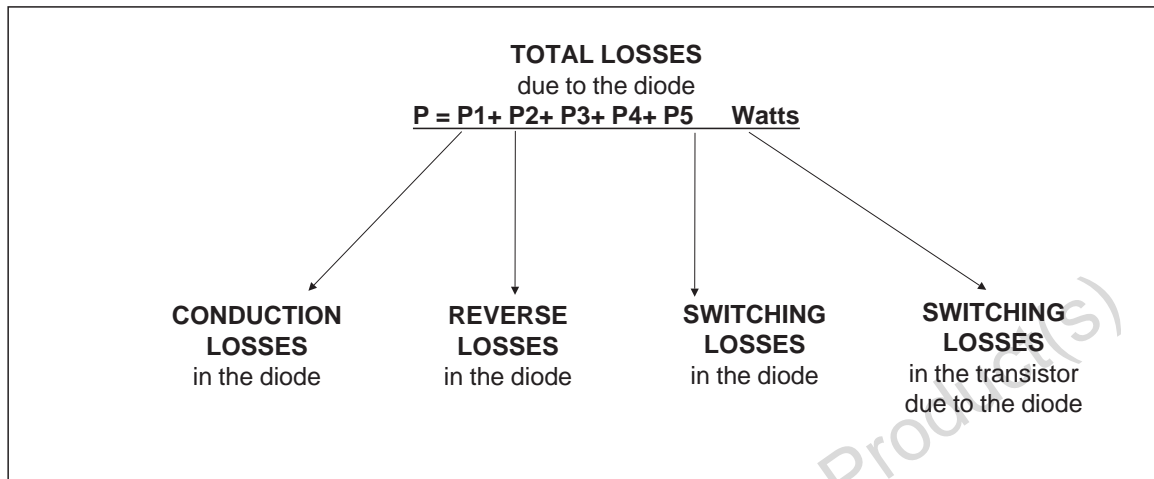 TOTAL LOSSES
due to the diode
P = P1+ P2+ P3+ P4+ P5 Watts
CONDUCTION
LOSSES
in the diode
REVERSE
LOSSES
in the diode
SWITCHING
LOSSES
in the diode
SWITCHING
LOSSES
in the transistor
due to the diode
Product(s)